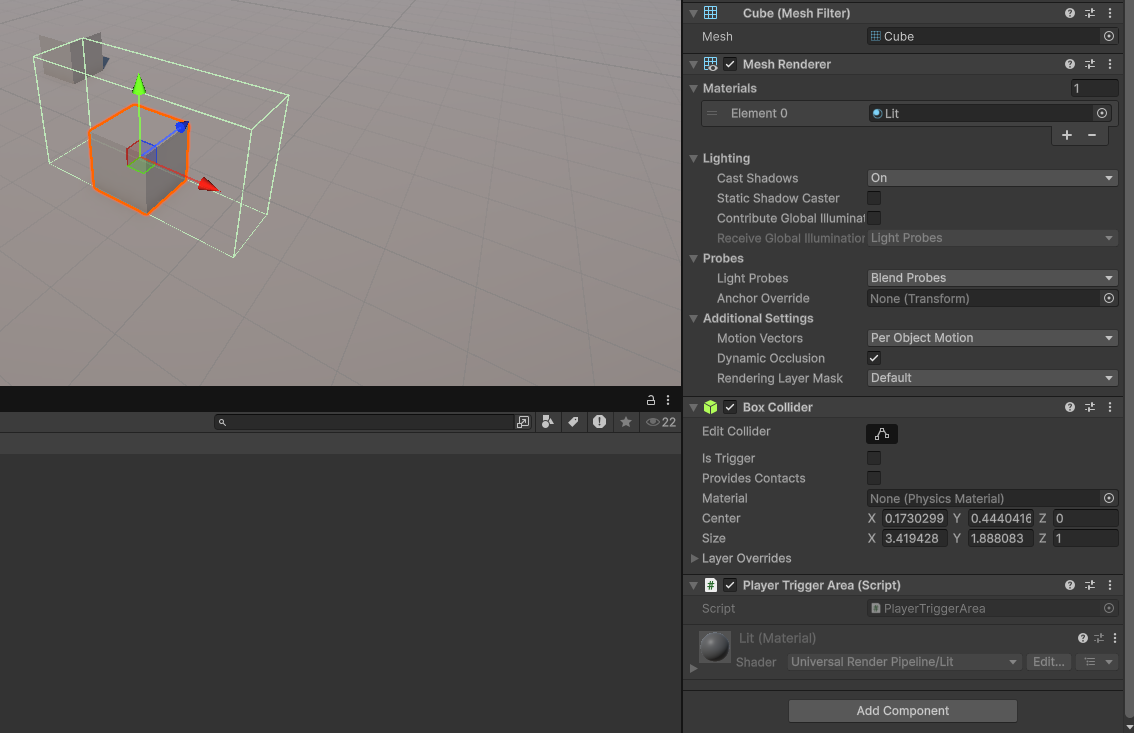 Cube (Mesh Filter)
Mesh Cube
Mesh Renderer
Materials 1
Element 0 Lit
Lighting
Cast Shadows On
Static Shadow Caster
Contribute Global Illuminat
Receive Global Illumination Light Probes
Probes
Light Probes Blend Probes
Anchor Override None (Transform)
Additional Settings
Motion Vectors Per Object Motion
Dynamic Occlusion
Rendering Layer Mask Default
22
Box Collider
Edit Collider
Is Trigger
Provides Contacts
Material None (Physics Material)
Center X 0.1730299 Y 0.4440416 Z 0
Size X 3.419428 Y 1.888083 Z 1
Layer Overrides
# Player Trigger Area (Script)
Script PlayerTriggerArea
Lit (Material)
Shader Universal Render Pipeline/Lit Edit...
Add Component